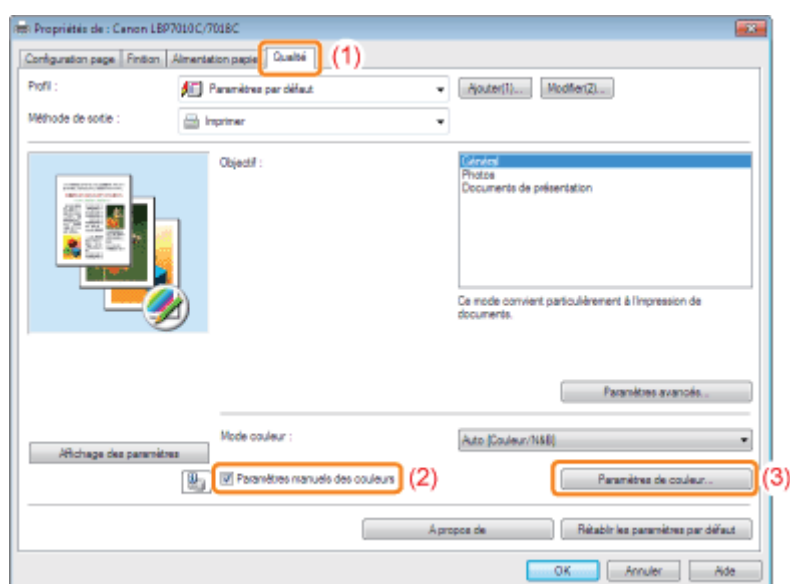 Propriétés de : Canon LBP7010C/7018C
Configuration page Finition Alimentation papier Qualité (1)
Profil : Paramètres par défaut Ajouter(1)... Modifier(2)...
Méthode de sortie : Imprimer
Objectif : Général
Photos
Documents de présentation
Ce mode convient particulièrement à l'impression de
documents.
Paramètres avancés...
Mode couleur : Auto [Couleur/N&B]
Affichage des paramètres
Paramètres manuels des couleurs (2) Paramètres de couleur... (3)
A propos de Rétablir les paramètres par défaut
OK Annuler Aide